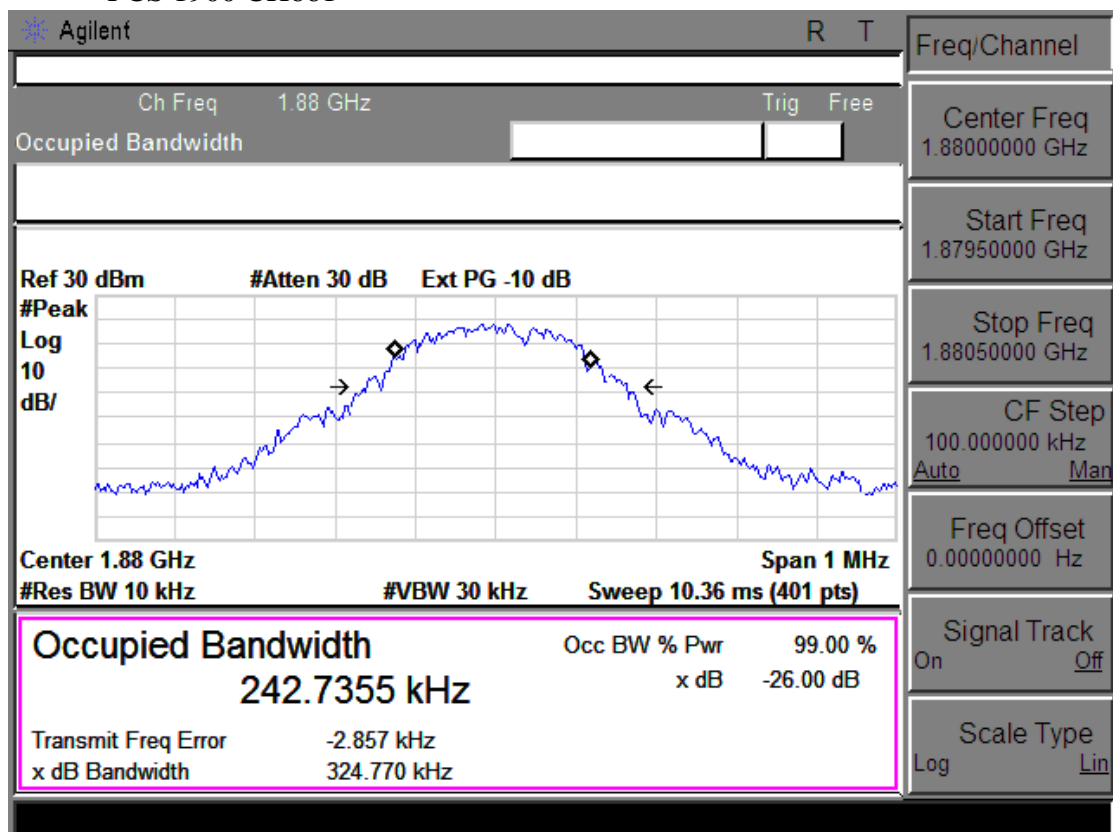 Agilent R T
Ch Freq 1.88 GHz Trig Free
Occupied Bandwidth
Ref 30 dBm #Atten 30 dB Ext PG -10 dB
#Peak
Log
10
dB/
Center 1.88 GHz Span 1 MHz
#Res BW 10 kHz #VBW 30 kHz Sweep 10.36 ms (401 pts)
Occupied Bandwidth
242.7355 kHz
Occ BW % Pwr 99.00 %
x dB -26.00 dB
Transmit Freq Error -2.857 kHz
x dB Bandwidth 324.770 kHz
Freq/Channel
Center Freq
1.88000000 GHz
Start Freq
1.87950000 GHz
Stop Freq
1.88050000 GHz
CF Step
100.000000 kHz
Auto Man
Freq Offset
0.00000000 Hz
Signal Track
On Off
Scale Type
Log Lin